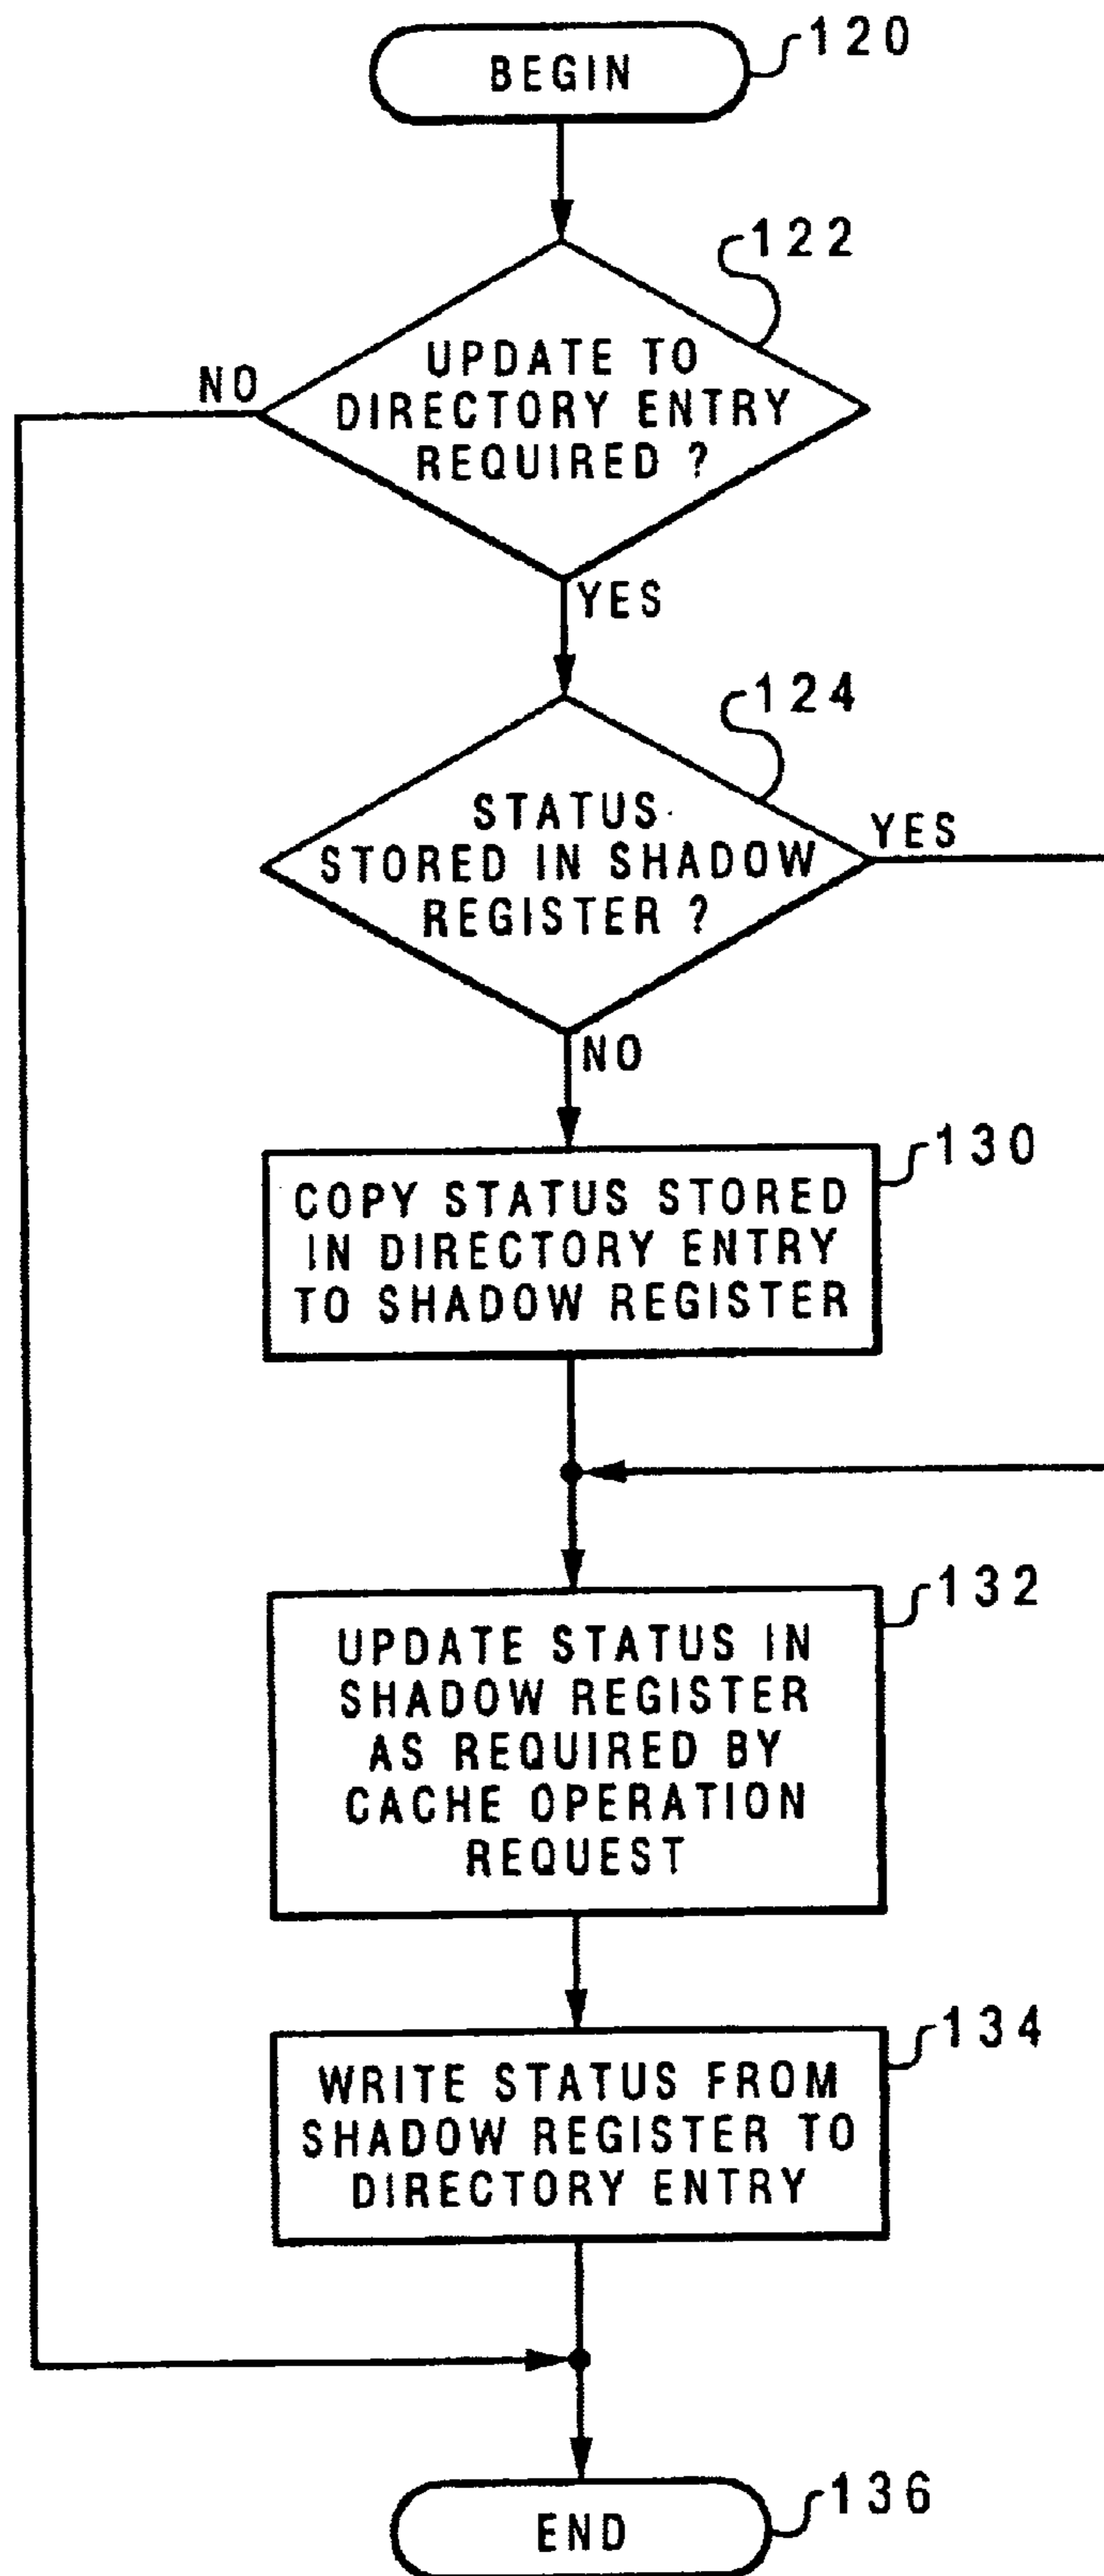 BEGIN
120
122
UPDATE TO
DIRECTORY ENTRY
REQUIRED ?
NO
YES
124
STATUS
STORED IN SHADOW
REGISTER ?
YES
NO
130
COPY STATUS STORED
IN DIRECTORY ENTRY
TO SHADOW REGISTER
132
UPDATE STATUS IN
SHADOW REGISTER
AS REQUIRED BY
CACHE OPERATION
REQUEST
134
WRITE STATUS FROM
SHADOW REGISTER TO
DIRECTORY ENTRY
END
136